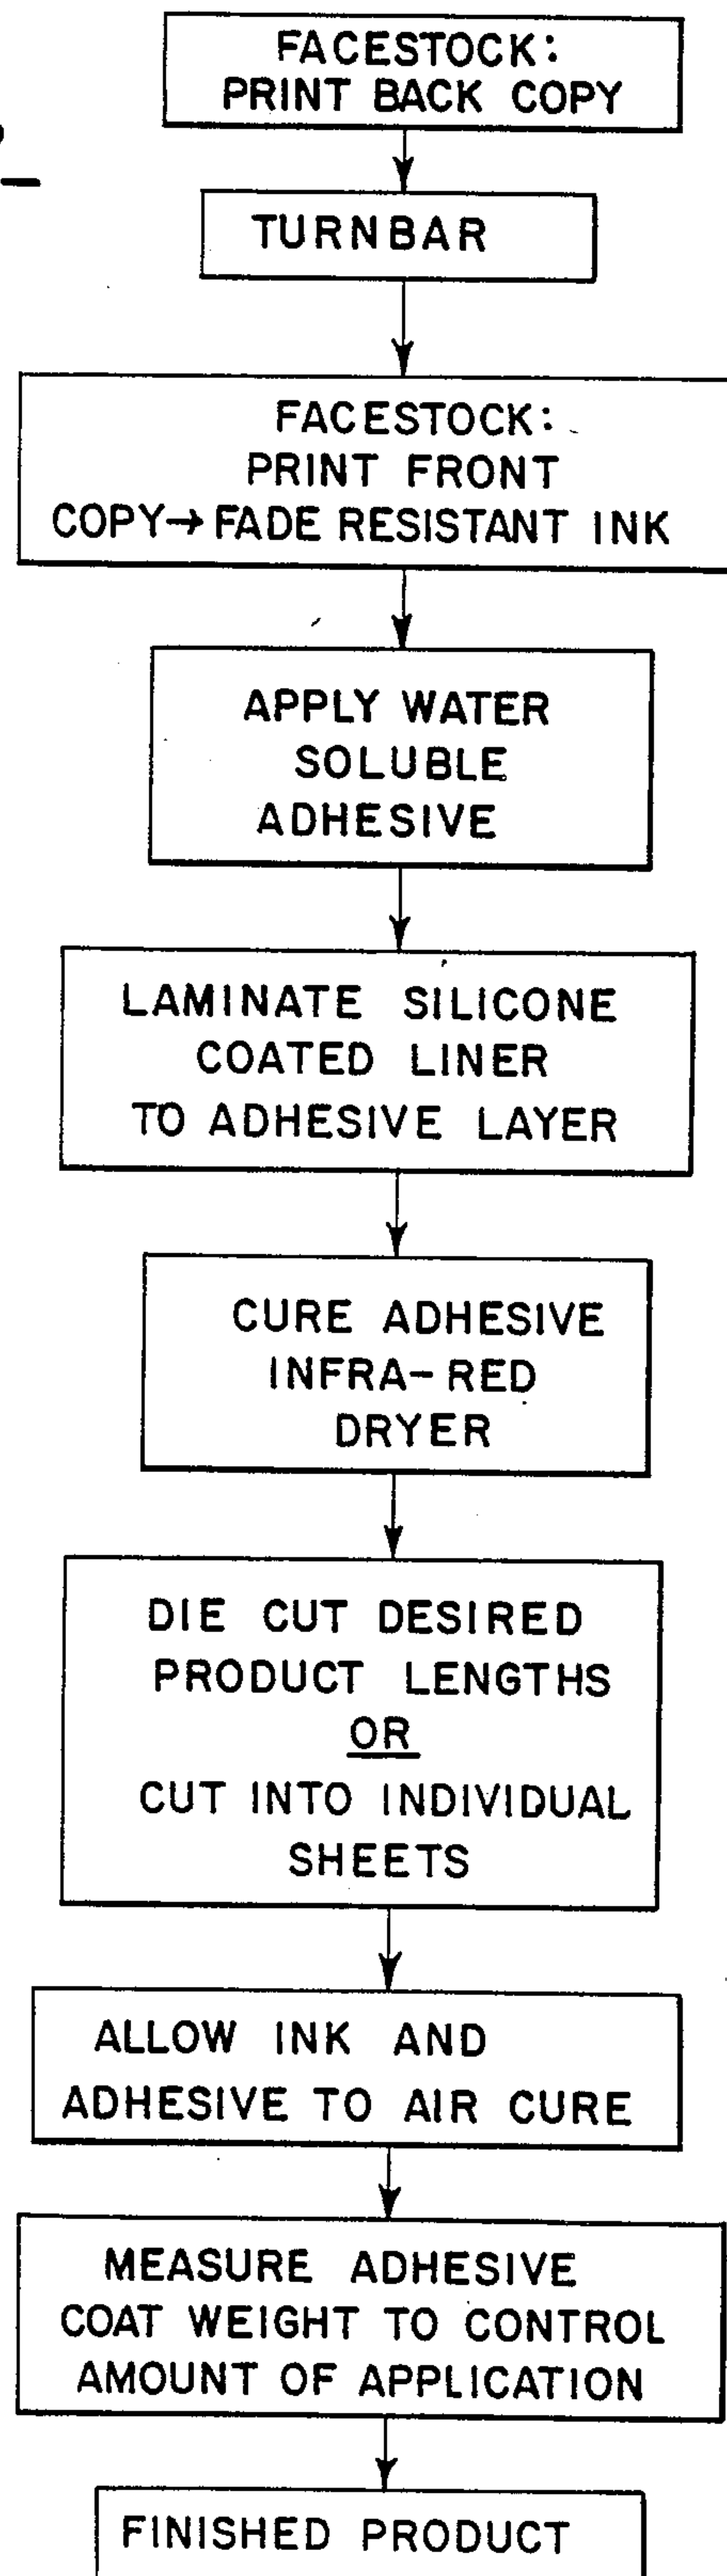 FACESTOCK:
PRINT BACK COPY
TURNBAR
FACESTOCK:
PRINT FRONT
COPY→FADE RESISTANT INK
APPLY WATER
SOLUBLE
ADHESIVE
LAMINATE SILICONE
COATED LINER
TO ADHESIVE LAYER
CURE ADHESIVE
INFRA-RED
DRYER
DIE CUT DESIRED
PRODUCT LENGTHS
OR
CUT INTO INDIVIDUAL
SHEETS
ALLOW INK AND
ADHESIVE TO AIR CURE
MEASURE ADHESIVE
COAT WEIGHT TO CONTROL
AMOUNT OF APPLICATION
FINISHED PRODUCT